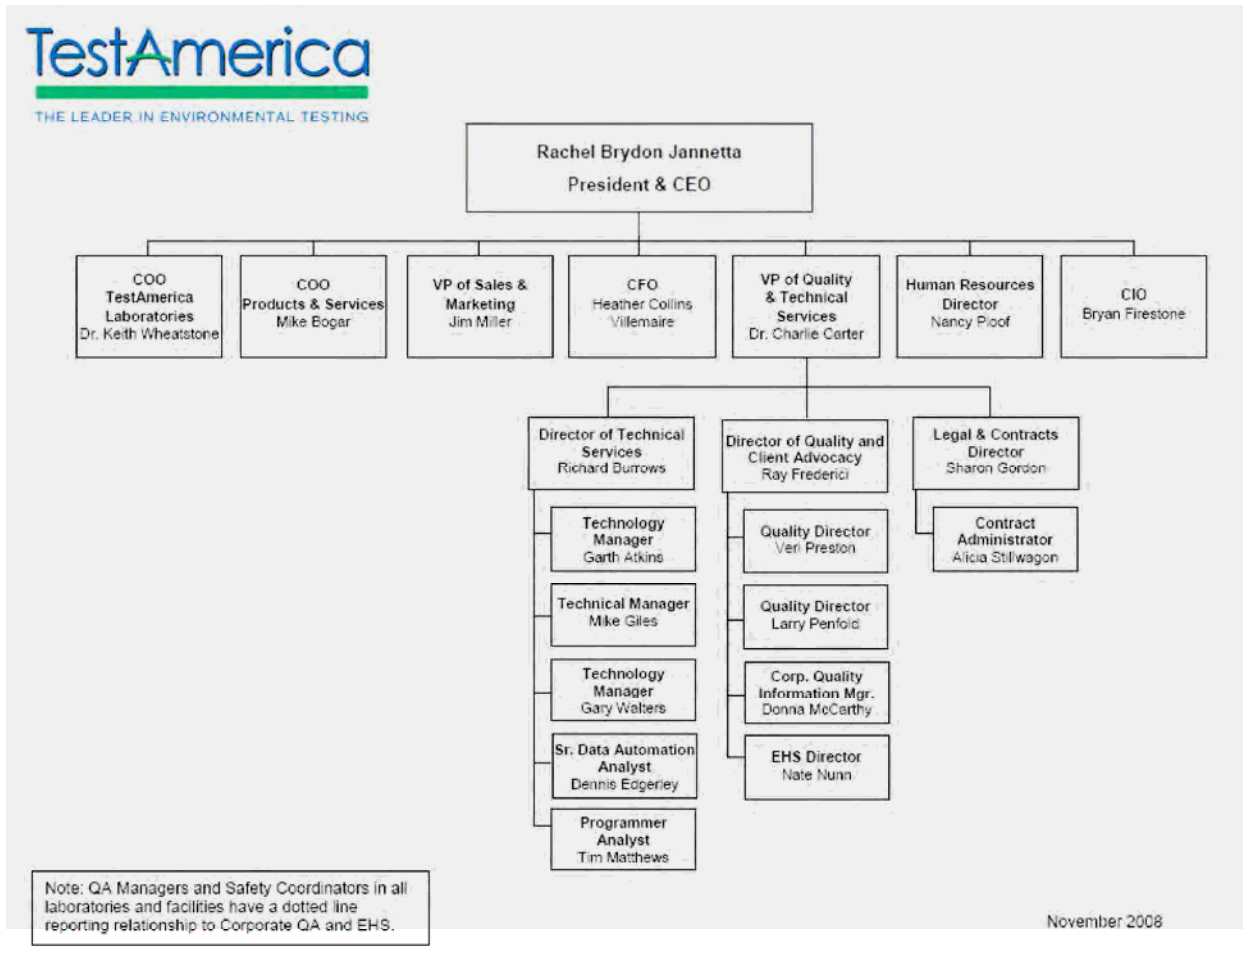 TestAmerica
THE LEADER IN ENVIRONMENTAL TESTING
Rachel Brydon Jannetta
President & CEO
COO
TestAmerica
Laboratories
Dr. Keith Wheatstone
COO
Products & Services
Mike Bogar
VP of Sales &
Marketing
Jim Miller
CFO
Heather Collins
Villemaire
VP of Quality
& Technical
Services
Dr. Charlie Carter
Human Resources
Director
Nancy Ploof
CIO
Bryan Firestone
Director of Technical
Services
Richard Burrows
Technology
Manager
Garth Atkins
Technical Manager
Mike Giles
Technology
Manager
Gary Walters
Sr. Data Automation
Analyst
Dennis Edgerley
Programmer
Analyst
Tim Matthews
Director of Quality and
Client Advocacy
Ray Frederici
Quality Director
Verl Preston
Quality Director
Larry Penfold
Corp. Quality
Information Mgr.
Donna McCarthy
EHS Director
Nate Nunn
Legal & Contracts
Director
Sharon Gordon
Contract
Administrator
Alicia Stillwagon
Note: QA Managers and Safety Coordinators in all
laboratories and facilities have a dotted line
reporting relationship to Corporate QA and EHS.
November 2008